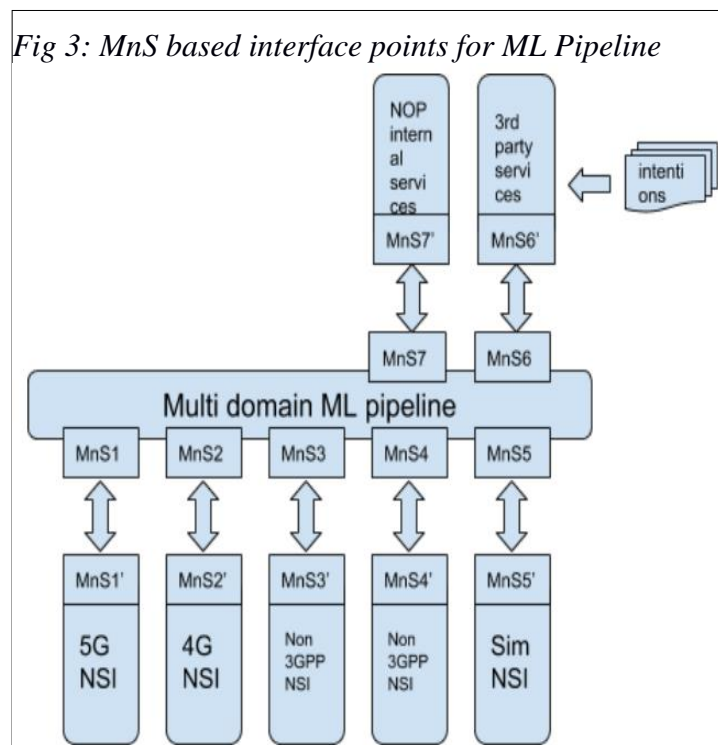 Fig 3: MnS based interface points for ML Pipeline
NOP
intern
al
servi
ces
3rd
party
servi
ces
intenti
ons
MnS7’
MnS6’
MnS7
MnS6
Multi domain ML pipeline
MnS1
MnS2
MnS3
MnS4
MnS5
MnS1’
MnS2’
MnS3’
MnS4’
MnS5’
5G
NSI
4G
NSI
Non
3GPP
NSI
Non
3GPP
NSI
Sim
NSI